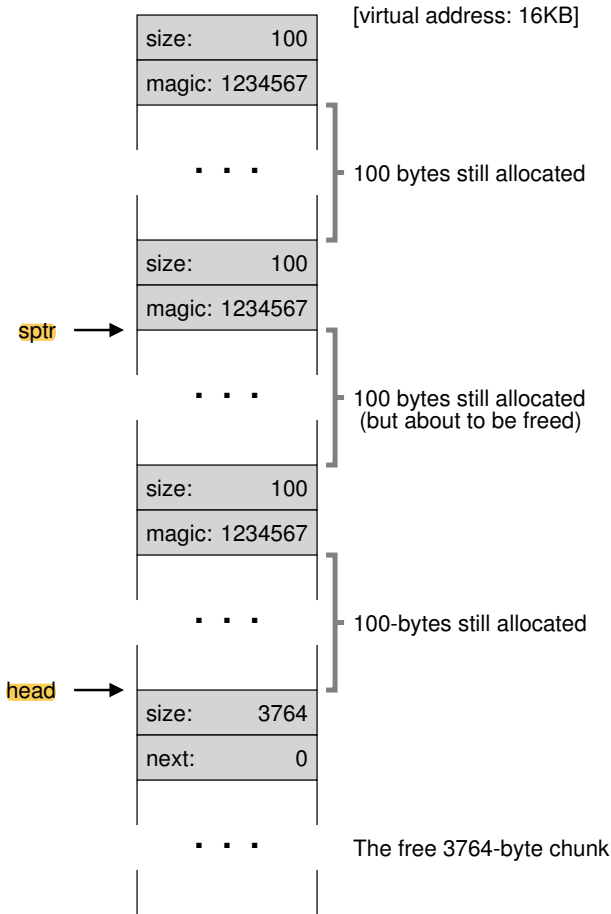 [virtual address: 16KB]
size: 100
magic: 1234567
. . .
100 bytes still allocated
size: 100
magic: 1234567
sptr
. . .
100 bytes still allocated
(but about to be freed)
size: 100
magic: 1234567
. . .
100-bytes still allocated
head
size: 3764
next: 0
. . .
The free 3764-byte chunk